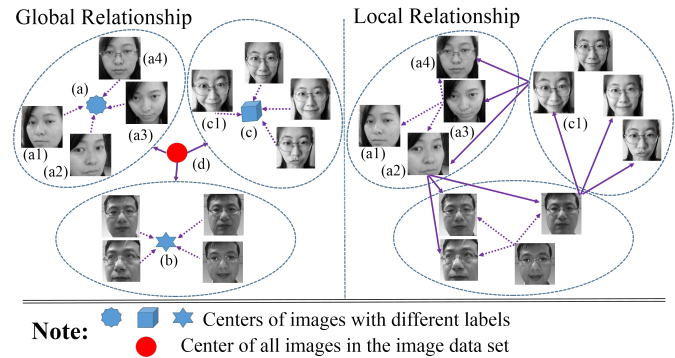 Global Relationship
(a4)
(a)
(a1)
(a2)
(a3)
(c1)
(c)
(d)
(b)
Local Relationship
(a4)
(a1)
(a3)
(a2)
(c1)
Note:
Centers of images with different labels
Center of all images in the image data set